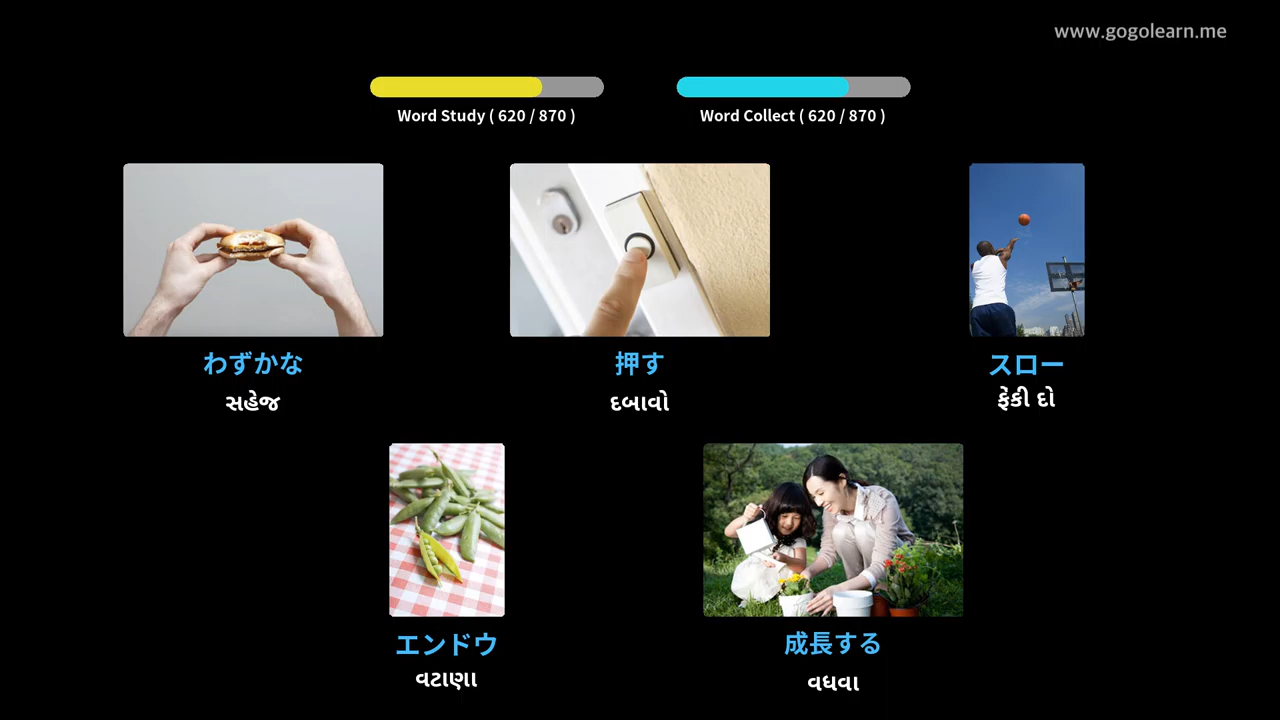 www.gogolearn.me
Word Study ( 620 / 870 )
Word Collect ( 620 / 870 )
わずかな
સહેજ
押す
દબાવો
スロー
ફેંકી દો
エンドウ
વટાણા
成長する
વધવા